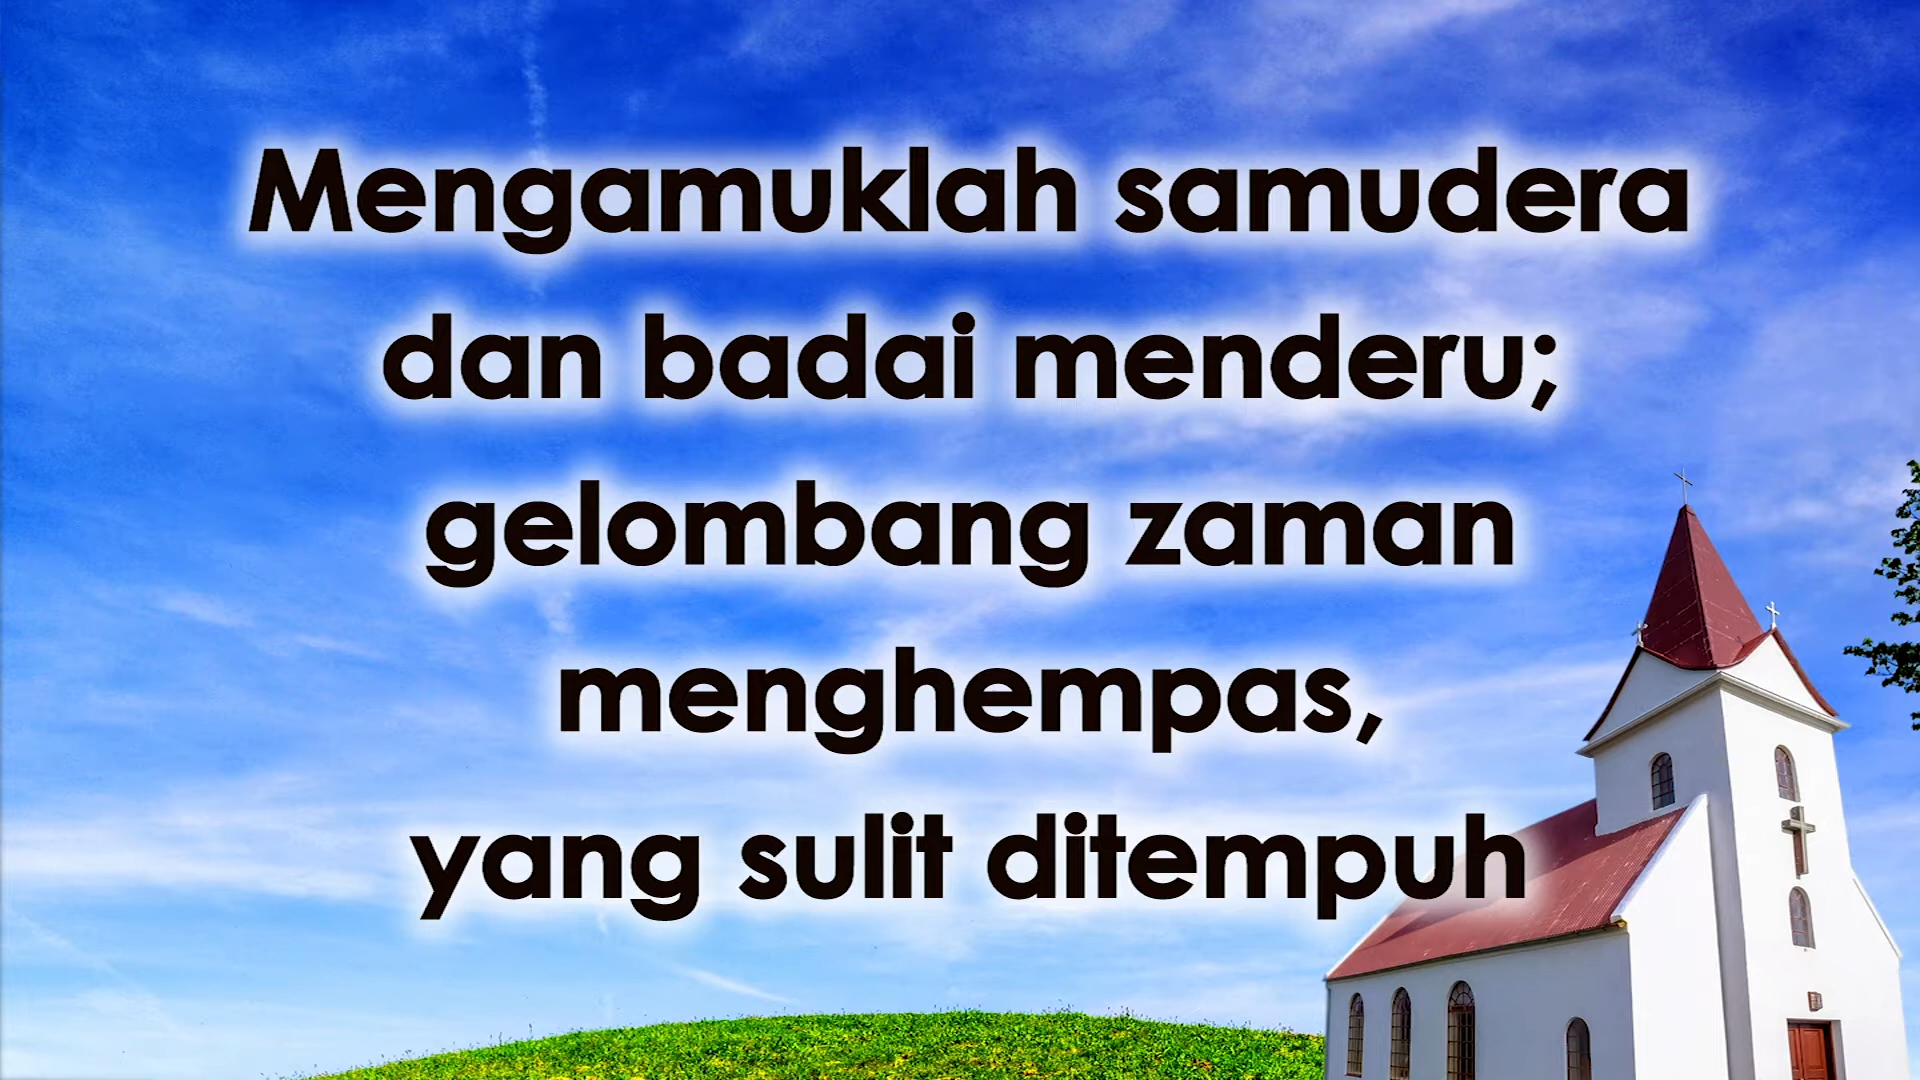 Mengamuklah samudera
dan badai menderu;
gelombang zaman
menghempas,
yang sulit ditempuh